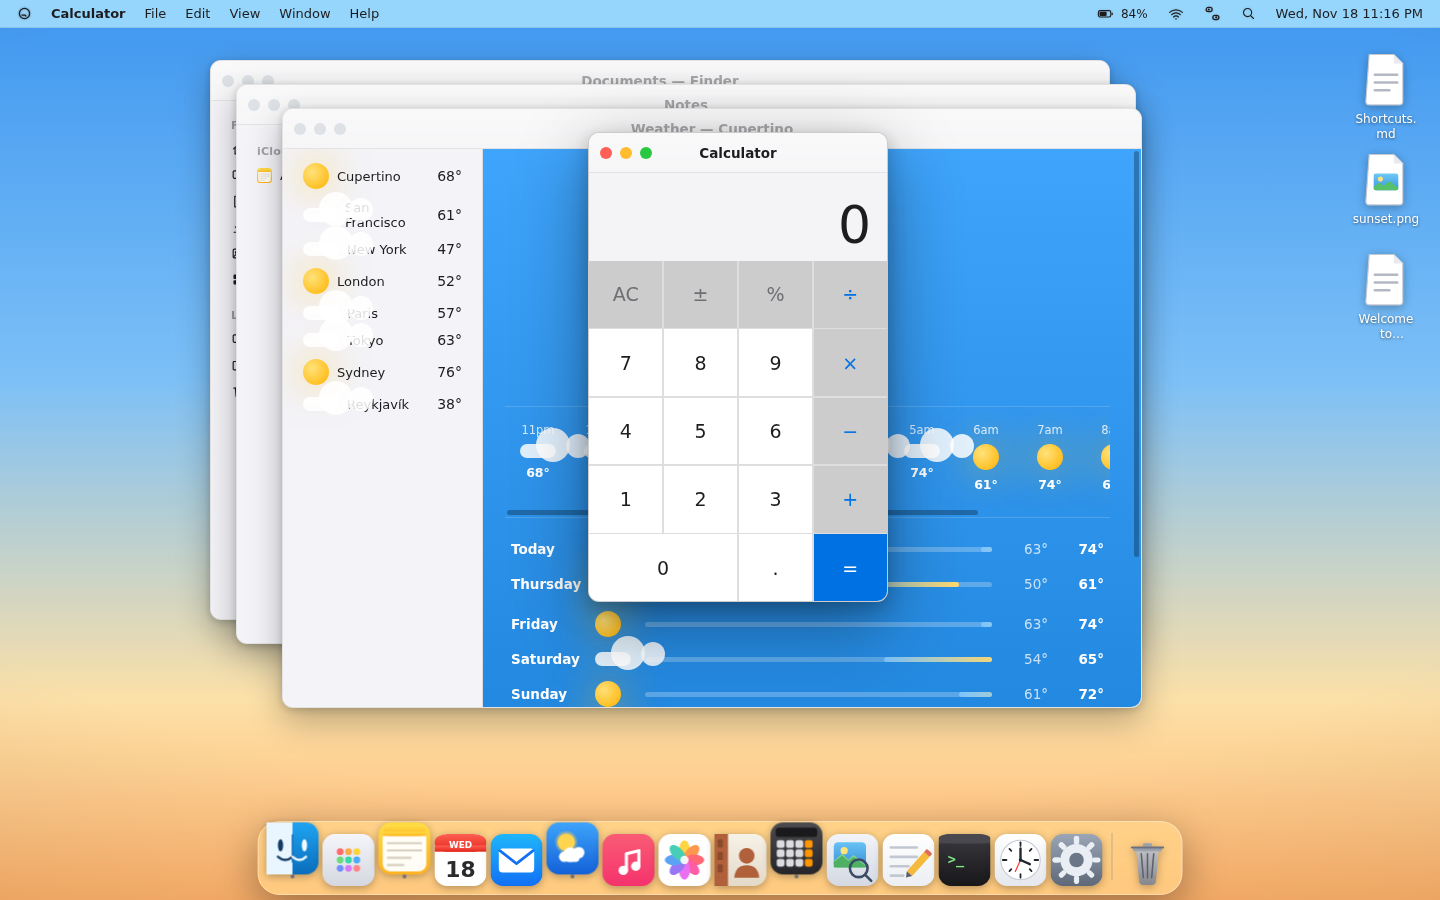 Calculator File Edit View Window Help 84% Wed, Nov 18 11:16 PM
Documents — Finder
Notes
Weather — Cupertino
Calculator
Shortcuts.
md
sunset.png
Welcome
to…
Cupertino 68°
San
Francisco 61°
New York 47°
London 52°
Paris 57°
Tokyo 63°
Sydney 76°
Reykjavík 38°
0
AC ± % ÷
7 8 9 ×
4 5 6 −
1 2 3 +
0 . =
11pm 5am 6am 7am
68° 74° 61° 74°
Today 63° 74°
Thursday 50° 61°
Friday 63° 74°
Saturday 54° 65°
Sunday 61° 72°
WED
18
>_